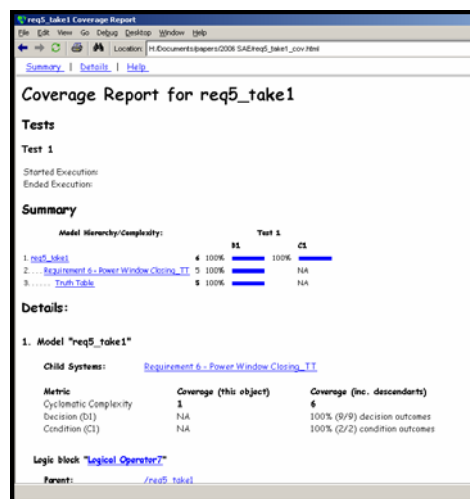 req5_take1 Coverage Report
File Edit View Go Debug Desktop Window Help
Location: H:/Documents/papers/2006 SAE/req5_take1_cov.html
Summary | Details | Help
Coverage Report for req5_take1
Tests
Test 1
Started Execution:
Ended Execution:
Summary
Model Hierarchy/Complexity: Test 1
D1 C1
1. req5_take1 6 100% 100%
2. . . . Requirement 6 - Power Window Closing_TT 5 100% NA
3. . . . . . Truth Table 5 100% NA
Details:
1. Model "req5_take1"
Child Systems: Requirement 6 - Power Window Closing_TT
Metric Coverage (this object) Coverage (inc. descendants)
Cyclomatic Complexity 1 6
Decision (D1) NA 100% (9/9) decision outcomes
Condition (C1) NA 100% (2/2) condition outcomes
Logic block "Logical Operator7"
Parent: /req5_take1